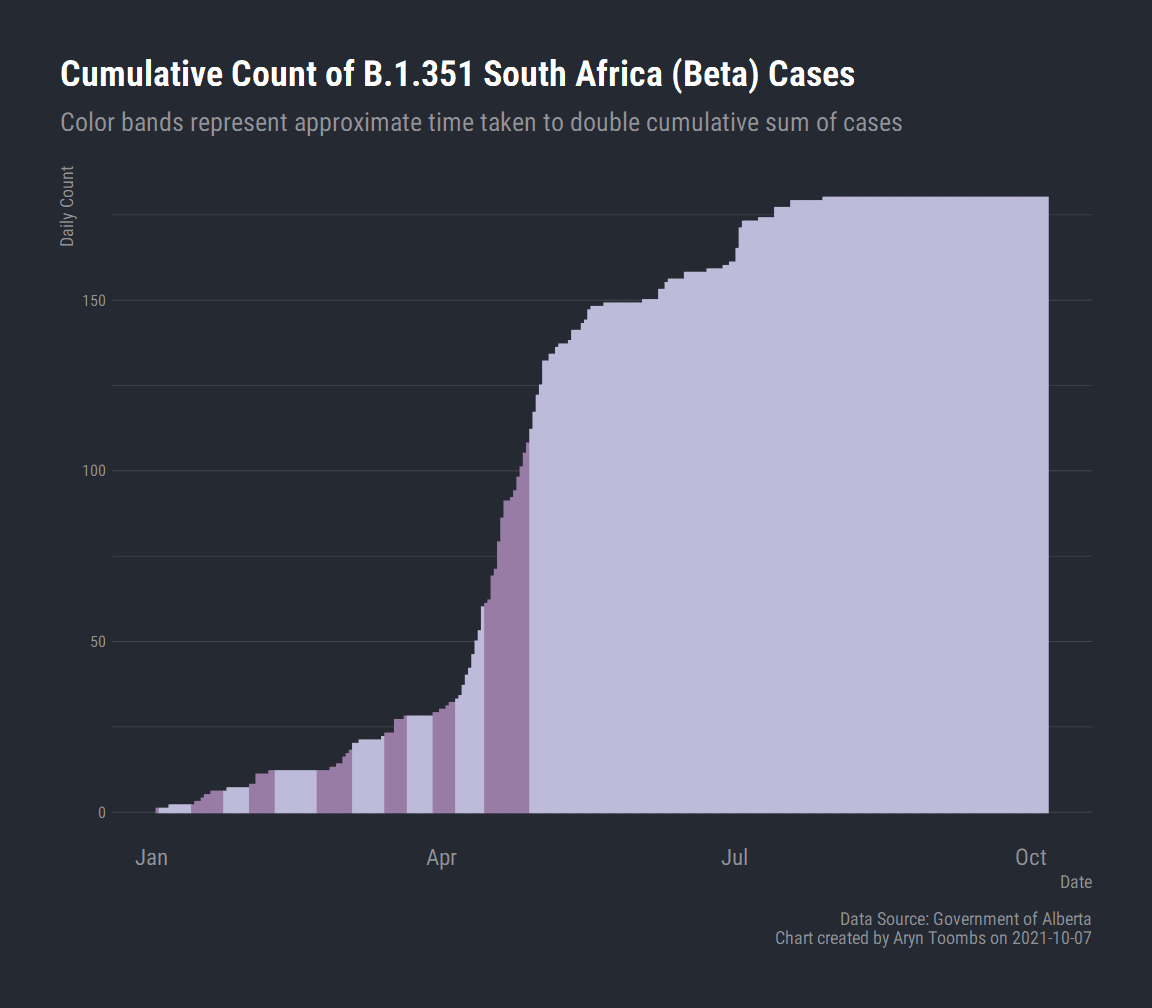 Cumulative Count of B.1.351 South Africa (Beta) Cases
Color bands represent approximate time taken to double cumulative sum of cases
Daily Count
150
100
50
0
Jan Apr Jul Oct
Date
Data Source: Government of Alberta
Chart created by Aryn Toombs on 2021-10-07